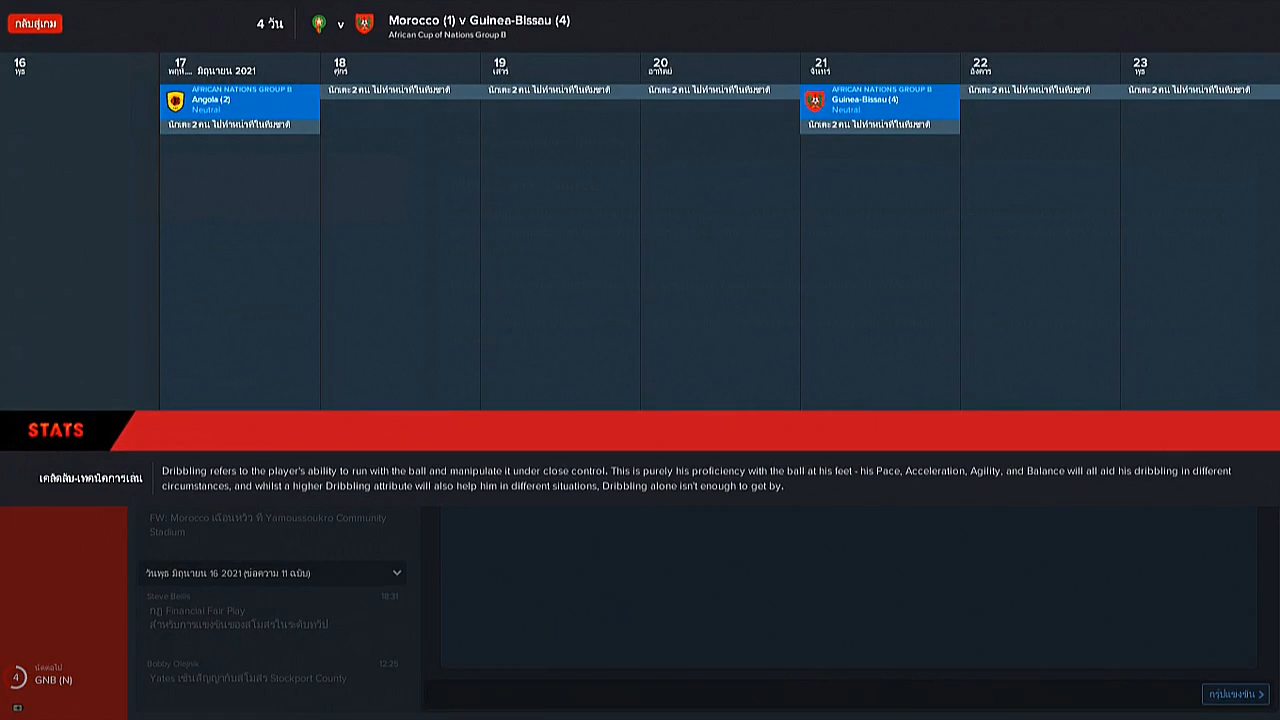 กลับสู่เกม
4 วัน
v
Morocco (1) v Guinea-Bissau (4)
African Cup of Nations Group B
16
พุธ
17
พฤหั.... มิถุนายน 2021
18
ศุกร์
19
เสาร์
20
อาทิตย์
21
จันทร์
22
อังคาร
23
พุธ
AFRICAN NATIONS GROUP B
Angola (2)
Neutral
นักเตะ 2 คน ไปทำหน้าที่ในทีมชาติ
นักเตะ 2 คน ไปทำหน้าที่ในทีมชาติ
นักเตะ 2 คน ไปทำหน้าที่ในทีมชาติ
นักเตะ 2 คน ไปทำหน้าที่ในทีมชาติ
AFRICAN NATIONS GROUP B
Guinea-Bissau (4)
Neutral
นักเตะ 2 คน ไปทำหน้าที่ในทีมชาติ
นักเตะ 2 คน ไปทำหน้าที่ในทีมชาติ
นักเตะ 2 คน ไปทำหน้าที่ในทีมชาติ
STATS
เคล็ดลับ-เทคนิคการเล่น
Dribbling refers to the player's ability to run with the ball and manipulate it under close control. This is purely his proficiency with the ball at his feet - his Pace, Acceleration, Agility, and Balance will all aid his dribbling in different
circumstances, and whilst a higher Dribbling attribute will also help him in different situations, Dribbling alone isn't enough to get by.
FW: Morocco เฉือนหวิว ที่ Yamoussoukro Community
Stadium
วันพุธ มิถุนายน 16 2021 (ข้อความ 11 ฉบับ)
Steve Bellis
18:31
กฎ Financial Fair Play
สำหรับการแข่งขันของสโมสรในระดับทวีป
Bobby Olejnik
12:25
Yates เซ็นสัญญากับสโมสร Stockport County
4
นัดต่อไป
GNB (N)
กรุ๊ปแข่งขัน